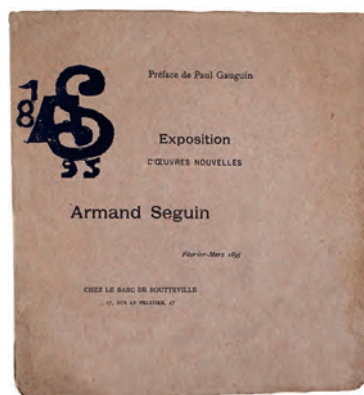 Préface de Paul Gauguin
18
AS
95
Exposition
D'ŒUVRES NOUVELLES
Armand Seguin
Février-Mars 1895
CHEZ LE BARC DE BOUTTEVILLE
47, RUE LE PELETIER, 47